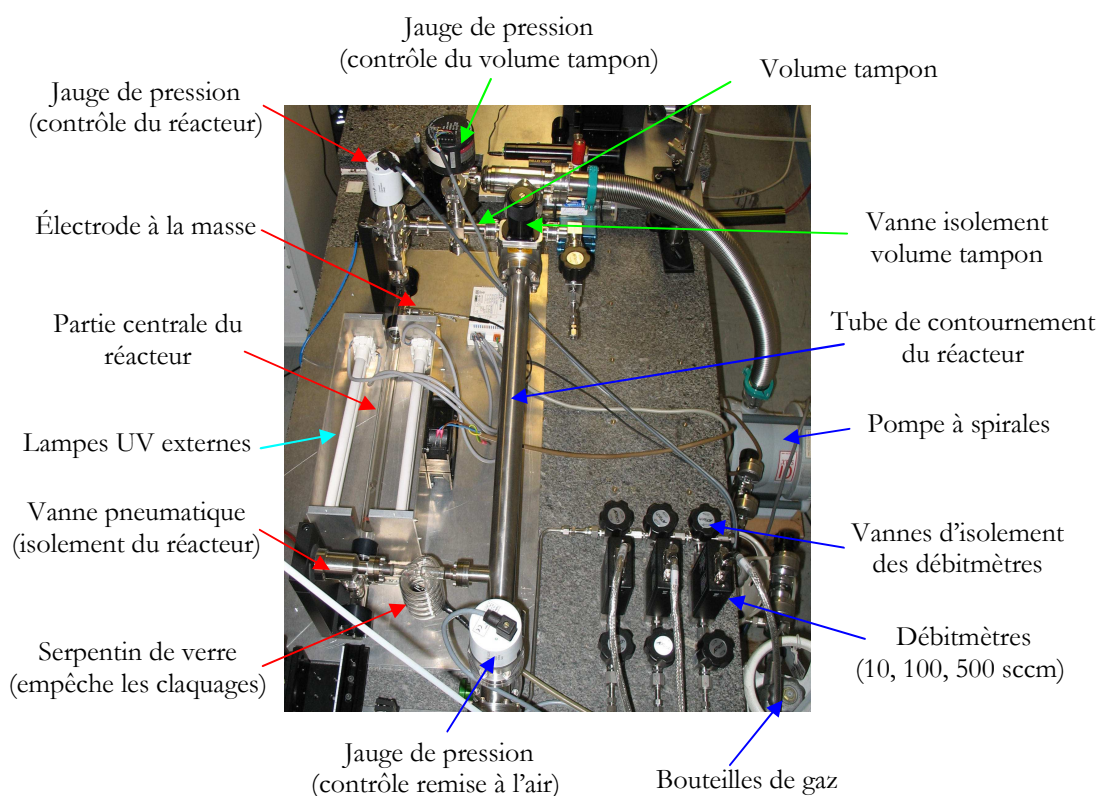 Jauge de pression
(contrôle du volume tampon)
Volume tampon
Jauge de pression
(contrôle du réacteur)
Électrode à la masse
Vanne isolement
volume tampon
Partie centrale du
réacteur
Tube de contournement
du réacteur
Lampes UV externes
Pompe à spirales
Vanne pneumatique
(isolement du réacteur)
Vannes d'isolement
des débitmètres
Serpentin de verre
(empêche les claquages)
Débitmètres
(10, 100, 500 sccm)
Jauge de pression
(contrôle remise à l'air)
Bouteilles de gaz